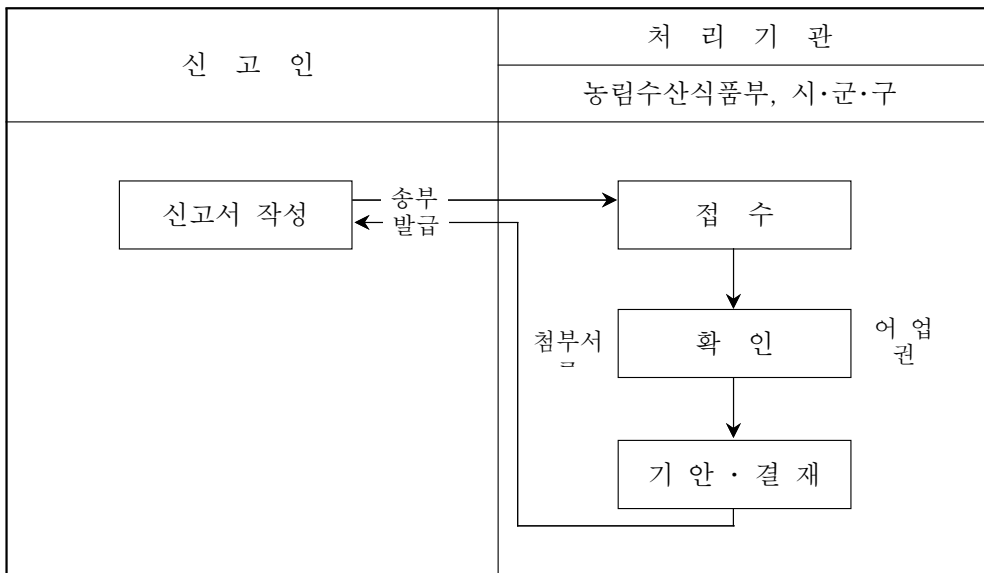 신 고 인
처 리 기 관
농림수산식품부, 시·군·구
신고서 작성
송부
발급
접 수
첨부서
확 인
어 업
권
기 안 · 결 재